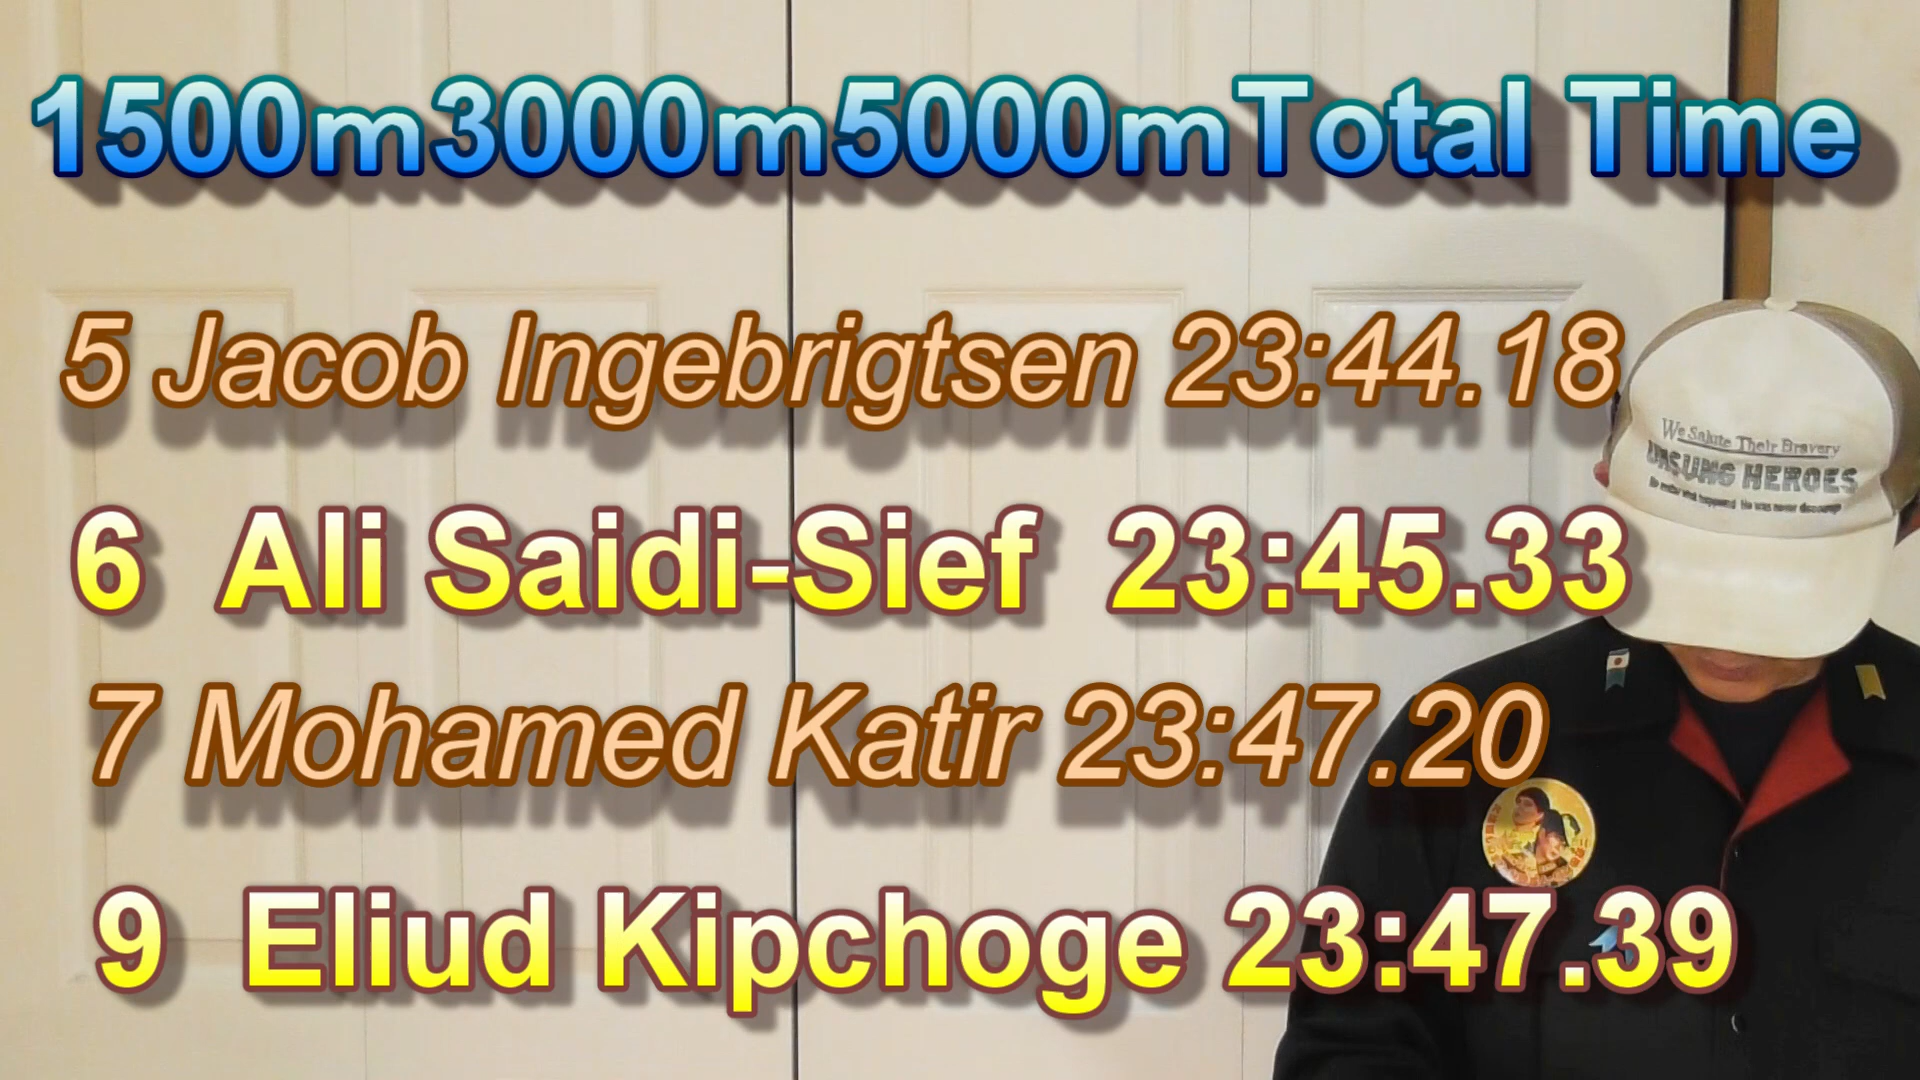 1500m3000m5000mTotal Time
5 Jacob Ingebrigtsen 23:44.18
We Salute Their Bravery
UNSUNG HEROES
6 Ali Saidi-Sief 23:45.33
7 Mohamed Katir 23:47.20
9 Eliud Kipchoge 23:47.39